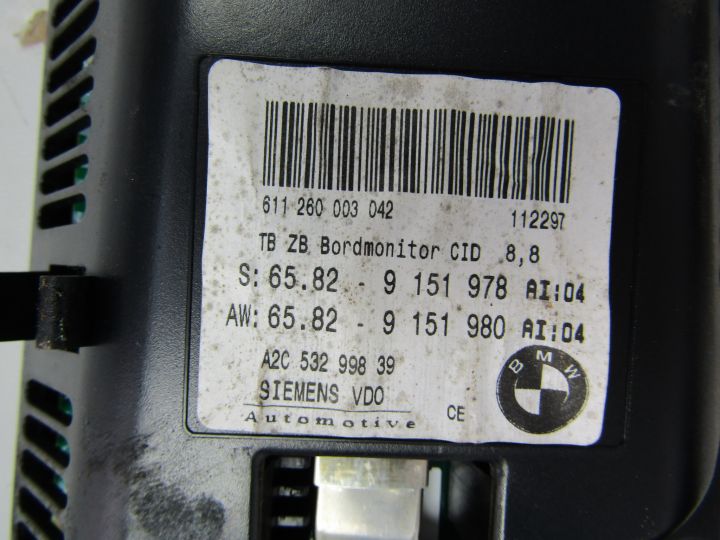 611 260 003 042 112297
TB ZB Bordmonitor CID 8,8
S: 65.82 - 9 151 978 AI:04
AW: 65.82 - 9 151 980 AI:04
A2C 532 998 39
SIEMENS VDO
Automotive CE
BMW